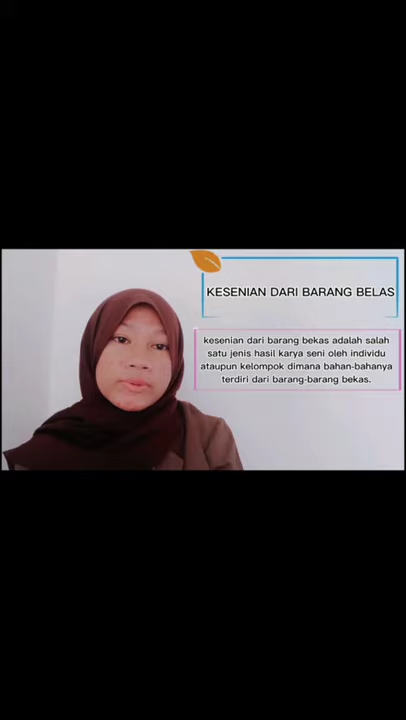 KESENIAN DARI BARANG BELAS
kesenian dari barang bekas adalah salah
satu jenis hasil karya seni oleh individu
ataupun kelompok dimana bahan-bahanya
terdiri dari barang-barang bekas.